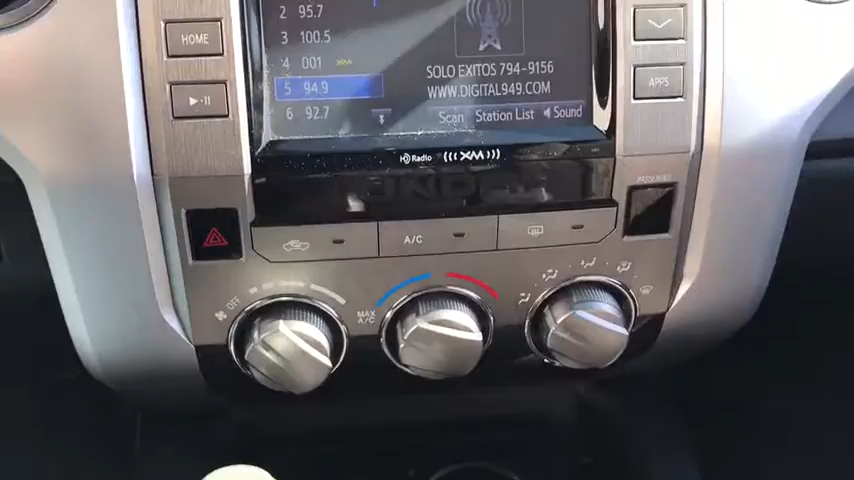 HOME
2 95.7
3 100.5
4 001
5 94.9
6 92.7
SOLO EXITOS 794-9156
WWW.DIGITAL949.COM
Scan Station List Sound
HD Radio ((XM))
APPS
PASSENGER
A/C
OFF
MAX
A/C